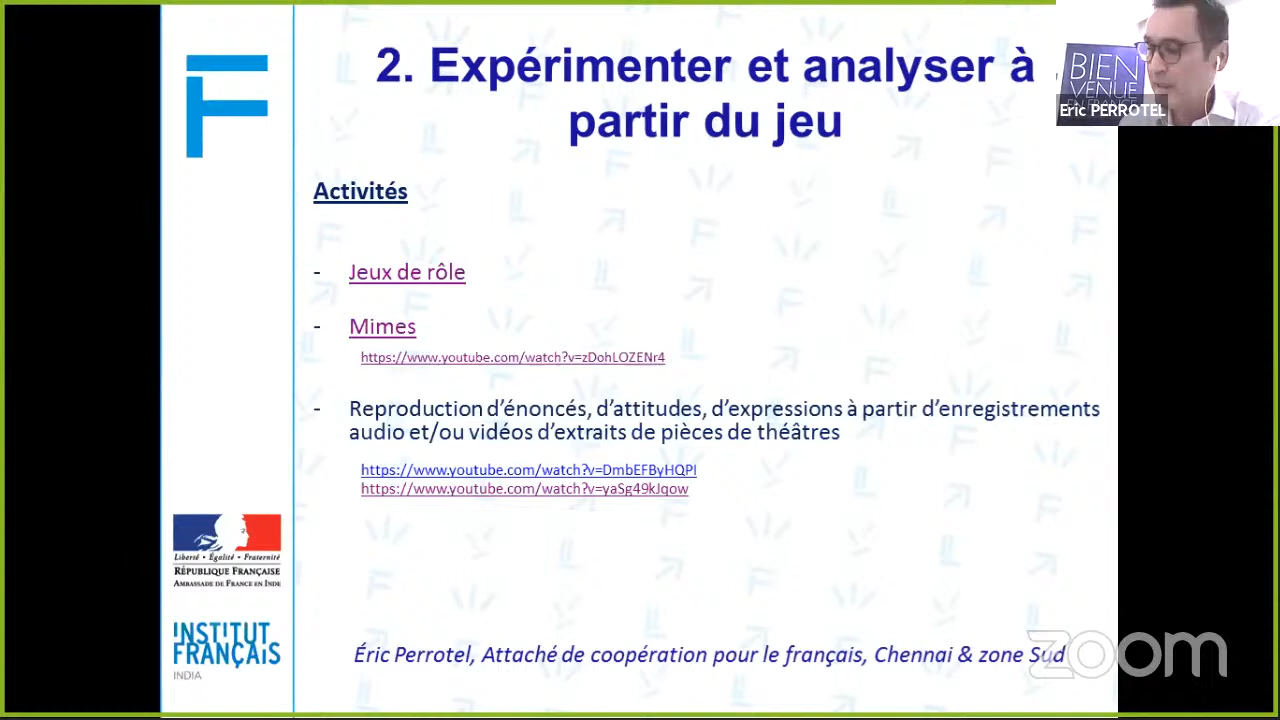 2. Expérimenter et analyser à
partir du jeu
BIEN
VENUE
EN FRANCE
Eric PERROTEL
Activités
- Jeux de rôle
- Mimes
https://www.youtube.com/watch?v=zDohLOZENr4
- Reproduction d’énoncés, d’attitudes, d’expressions à partir d’enregistrements
audio et/ou vidéos d’extraits de pièces de théâtres
https://www.youtube.com/watch?v=DmbEFByHQPI
https://www.youtube.com/watch?v=yaSg49kJqow
Liberté • Égalité • Fraternité
RÉPUBLIQUE FRANÇAISE
AMBASSADE DE FRANCE EN INDE
INSTITUT
FRANÇAIS
INDIA
Éric Perrotel, Attaché de coopération pour le français, Chennai & zone Sud
zoom